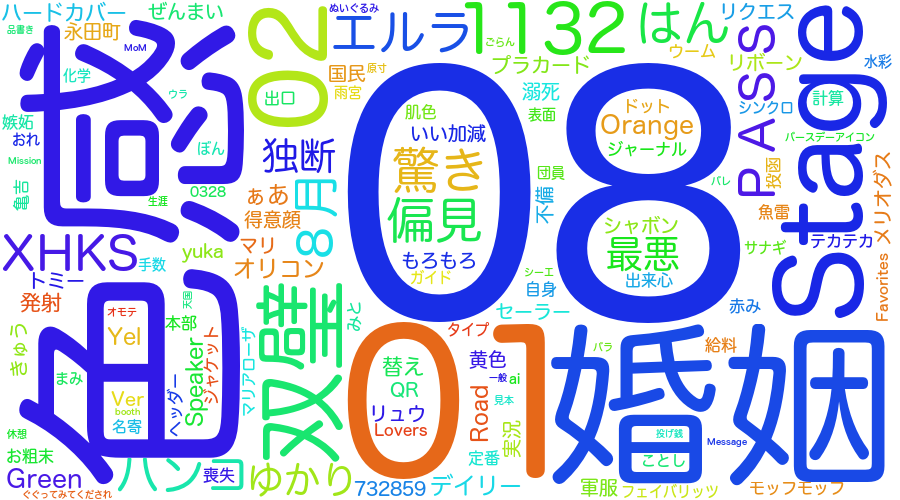 ハードカバー
ぜんまい
ぬいぐるみ
1132
はん
リクエス
Stage
品書き
永田町
02
エルラ
ごらん
MoM
ウーム
化学
国民
原寸
プラカード
リボーン
PASS
水彩
出口
雨宮
溺死
シンクロ
計算
ウラ
08
肌色
ドット
表面
嫉妬
いい加減
Orange
バースデーアイコン
おれ
ぽん
独断
ジャーナル
Mission
驚き
団員
投函
バレ
メリオダス
惑
亀吉
0328
ぁあ
8月
不備
生涯
得意顔
偏見
シャボン
魚雷
XHKS
yuka
マリ
最悪
サナギ
テカテカ
手数
オリコン
もろもろ
シーエ
トミー
ガイド
自身
出来心
Favorites
発射
天国
双璧
みと
セーラー
赤み
色
オモテ
本部
01
タイプ
婚姻
きゅう
Yel
Speaker
ジャケット
マリアローザ
黄色
バラ
給料
まみ
替え
一般
ai
Ver
ヘッダー
QR
Road
見本
booth
名寄
リュウ
休憩
Lovers
実況
投げ銭
Message
お粗末
定番
ことし
Green
ハンコ
喪失
ゆかり
732859
デイリー
軍服
フェイバリッツ
モッフモッフ
ぐぐってみてくだされ